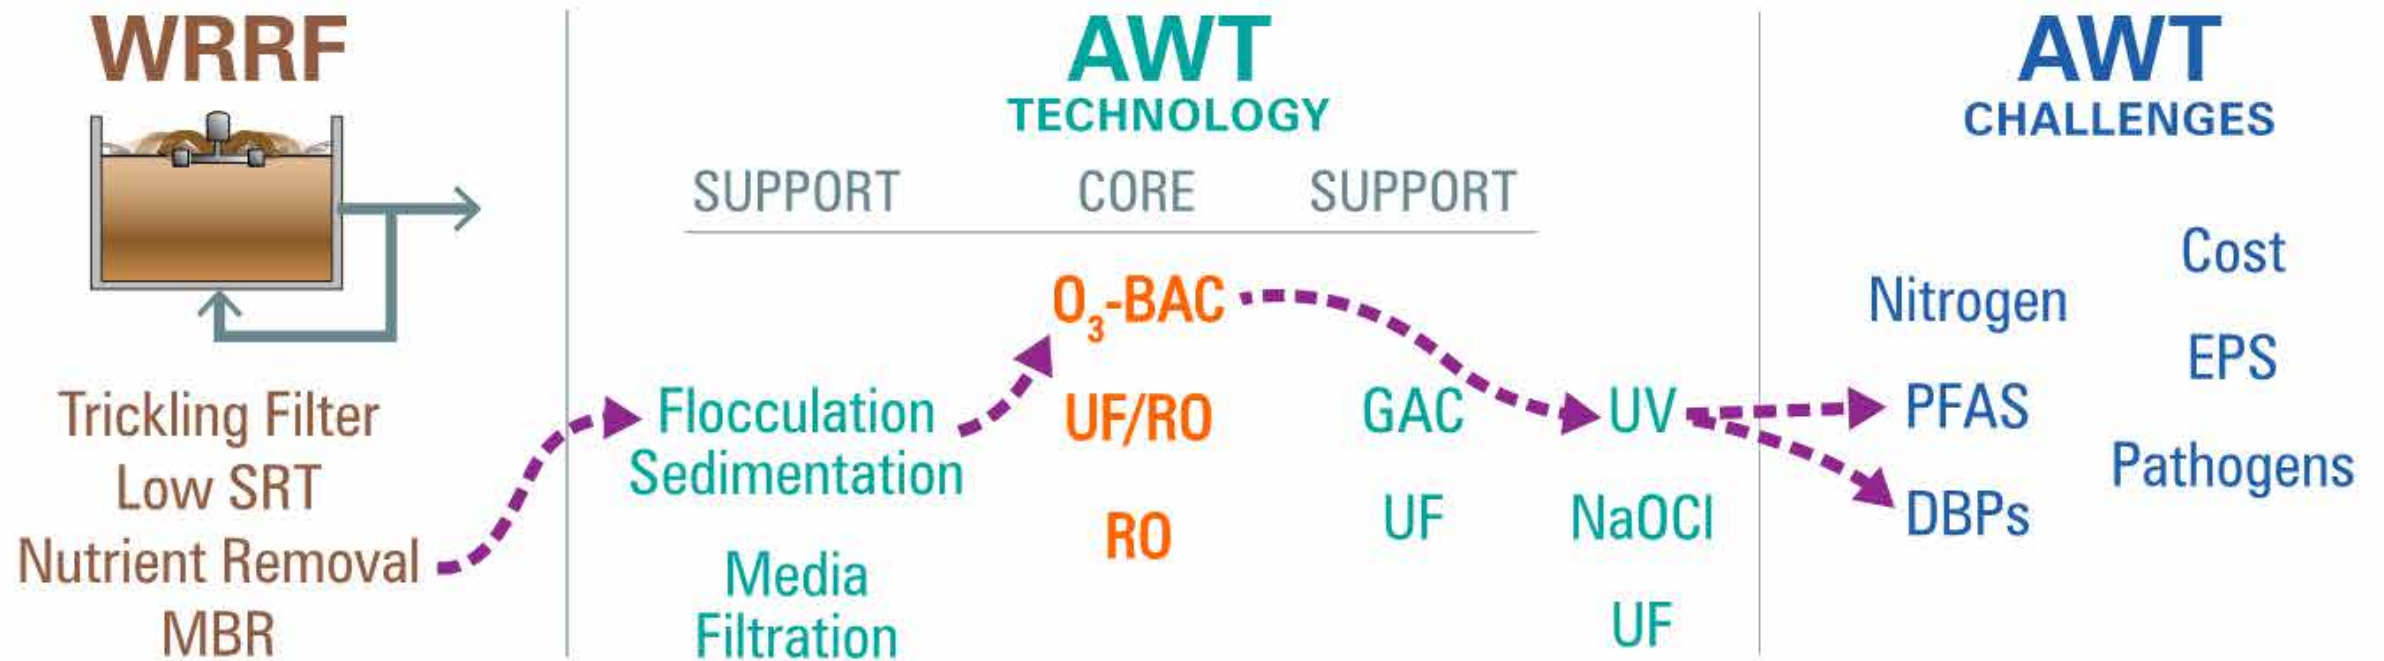 WRRF
Trickling Filter
Low SRT
Nutrient Removal
MBR
AWT
TECHNOLOGY
SUPPORT CORE SUPPORT
Flocculation
Sedimentation
Media
Filtration
O₃-BAC
UF/RO
RO
GAC
UF
UV
NaOCl
UF
AWT
CHALLENGES
Nitrogen
PFAS
DBPs
Cost
EPS
Pathogens